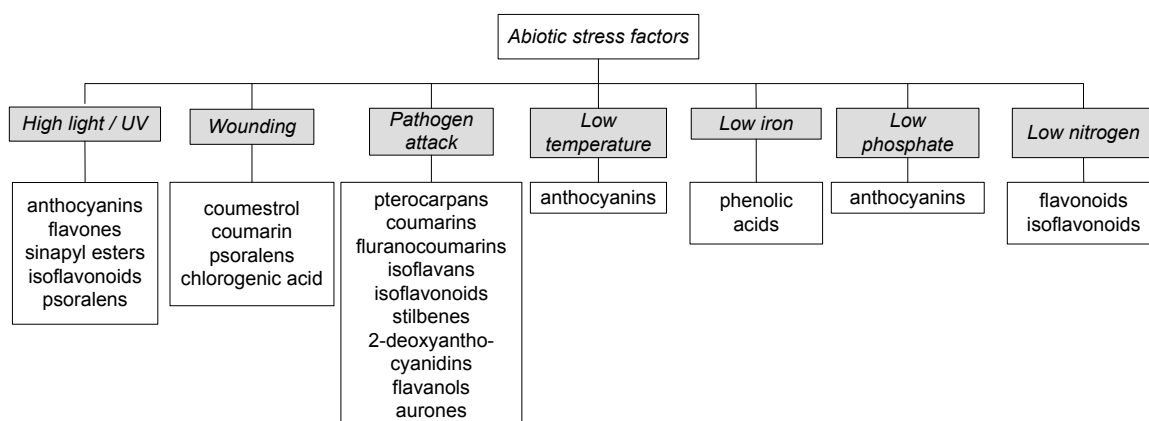 Abiotic stress factors
High light / UV
Wounding
Pathogen
attack
Low
temperature
Low iron
Low
phosphate
Low nitrogen
anthocyanins
flavones
sinapyl esters
isoflavonoids
psoralens
coumestrol
coumarin
psoralens
chlorogenic acid
pterocarpans
coumarins
fluranocoumarins
isoflavans
isoflavonoids
stilbenes
2-deoxyantho-
cyanidins
flavanols
aurones
anthocyanins
phenolic
acids
anthocyanins
flavonoids
isoflavonoids